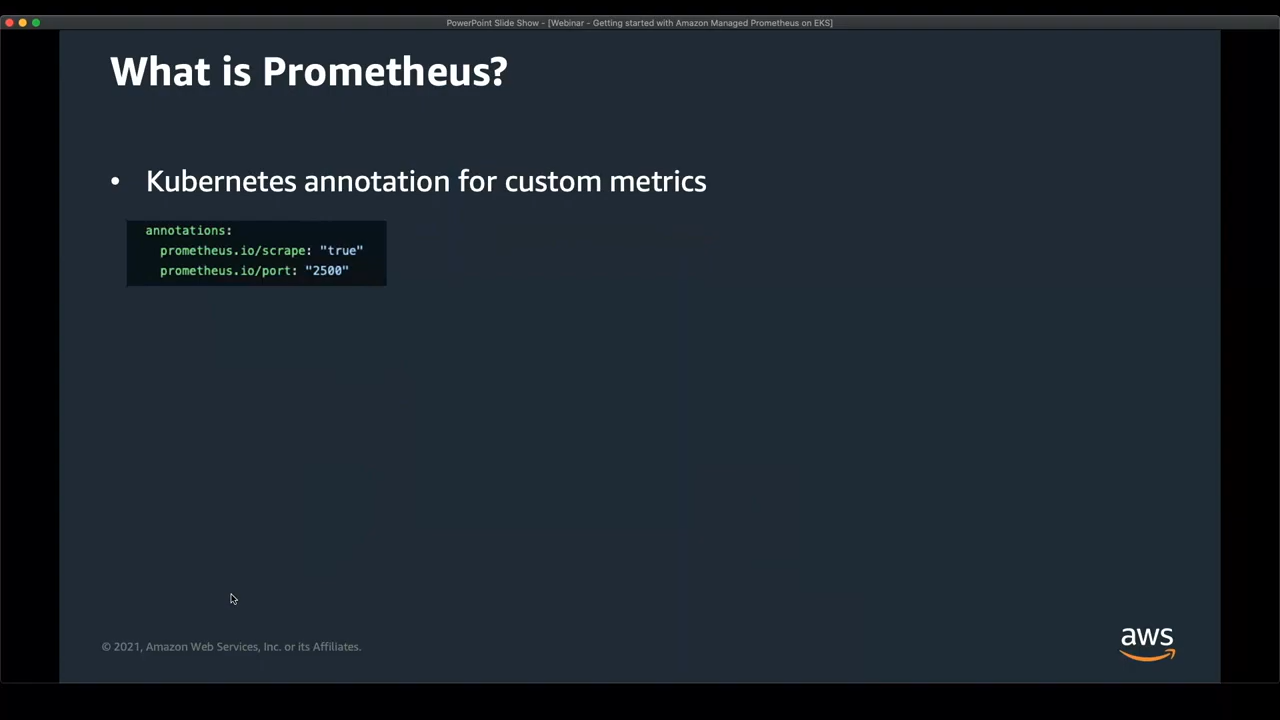 PowerPoint Slide Show - [Webinar - Getting started with Amazon Managed Prometheus on EKS]
What is Prometheus?
• Kubernetes annotation for custom metrics
annotations:
prometheus.io/scrape: "true"
prometheus.io/port: "2500"
© 2021, Amazon Web Services, Inc. or its Affiliates.
aws